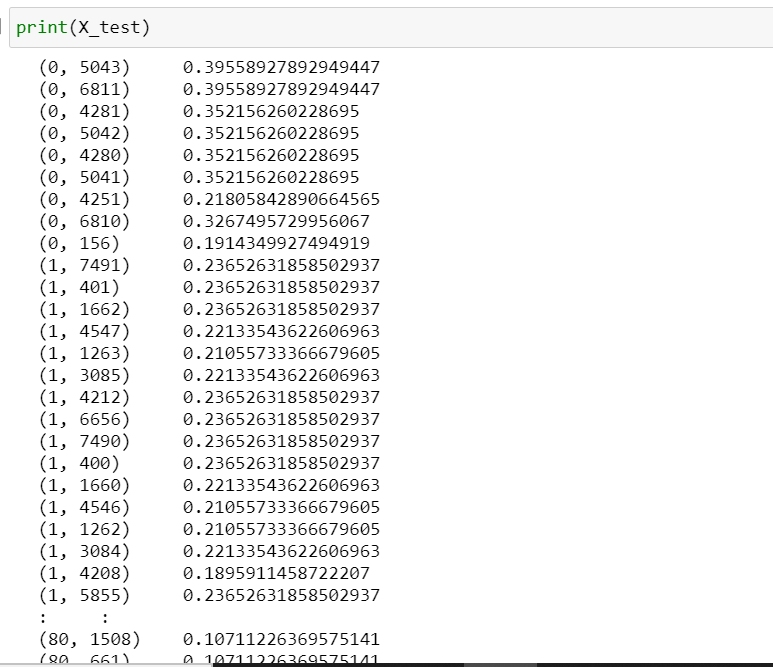 print(X_test)
(0, 5043) 0.39558927892949447
(0, 6811) 0.39558927892949447
(0, 4281) 0.352156260228695
(0, 5042) 0.352156260228695
(0, 4280) 0.352156260228695
(0, 5041) 0.352156260228695
(0, 4251) 0.21805842890664565
(0, 6810) 0.3267495729956067
(0, 156) 0.1914349927494919
(1, 7491) 0.23652631858502937
(1, 401) 0.23652631858502937
(1, 1662) 0.23652631858502937
(1, 4547) 0.22133543622606963
(1, 1263) 0.21055733366679605
(1, 3085) 0.22133543622606963
(1, 4212) 0.23652631858502937
(1, 6656) 0.23652631858502937
(1, 7490) 0.23652631858502937
(1, 400) 0.23652631858502937
(1, 1660) 0.22133543622606963
(1, 4546) 0.21055733366679605
(1, 1262) 0.21055733366679605
(1, 3084) 0.22133543622606963
(1, 4208) 0.1895911458722207
(1, 5855) 0.23652631858502937
: :
(80, 1508) 0.10711226369575141
(80, 661) 0.10711226369575141